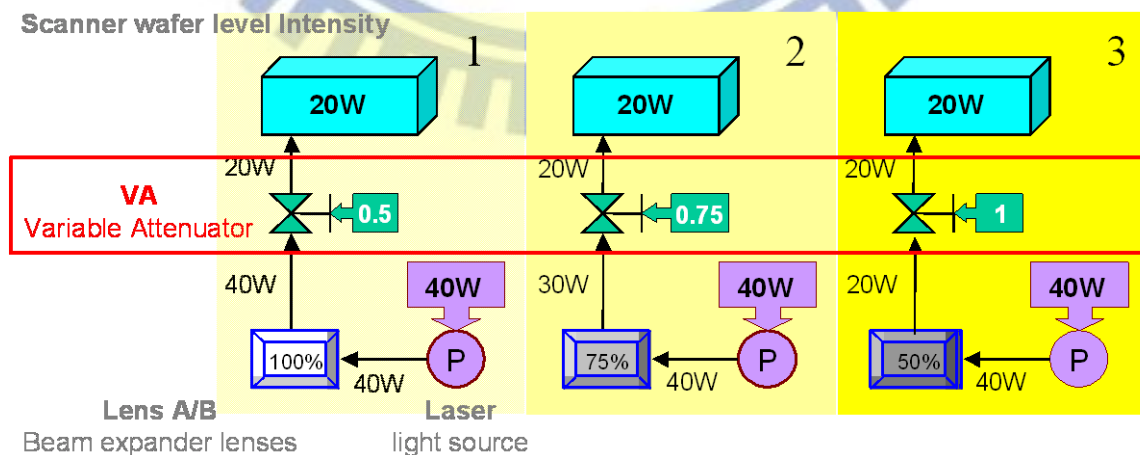 Scanner wafer level Intensity
1 2 3
20W 20W 20W
20W 20W 20W
VA
Variable Attenuator
0.5 0.75 1
40W 40W 30W 40W 20W 40W
100% P 75% P 50% P
40W 40W 40W
Lens A/B Laser
Beam expander lenses light source